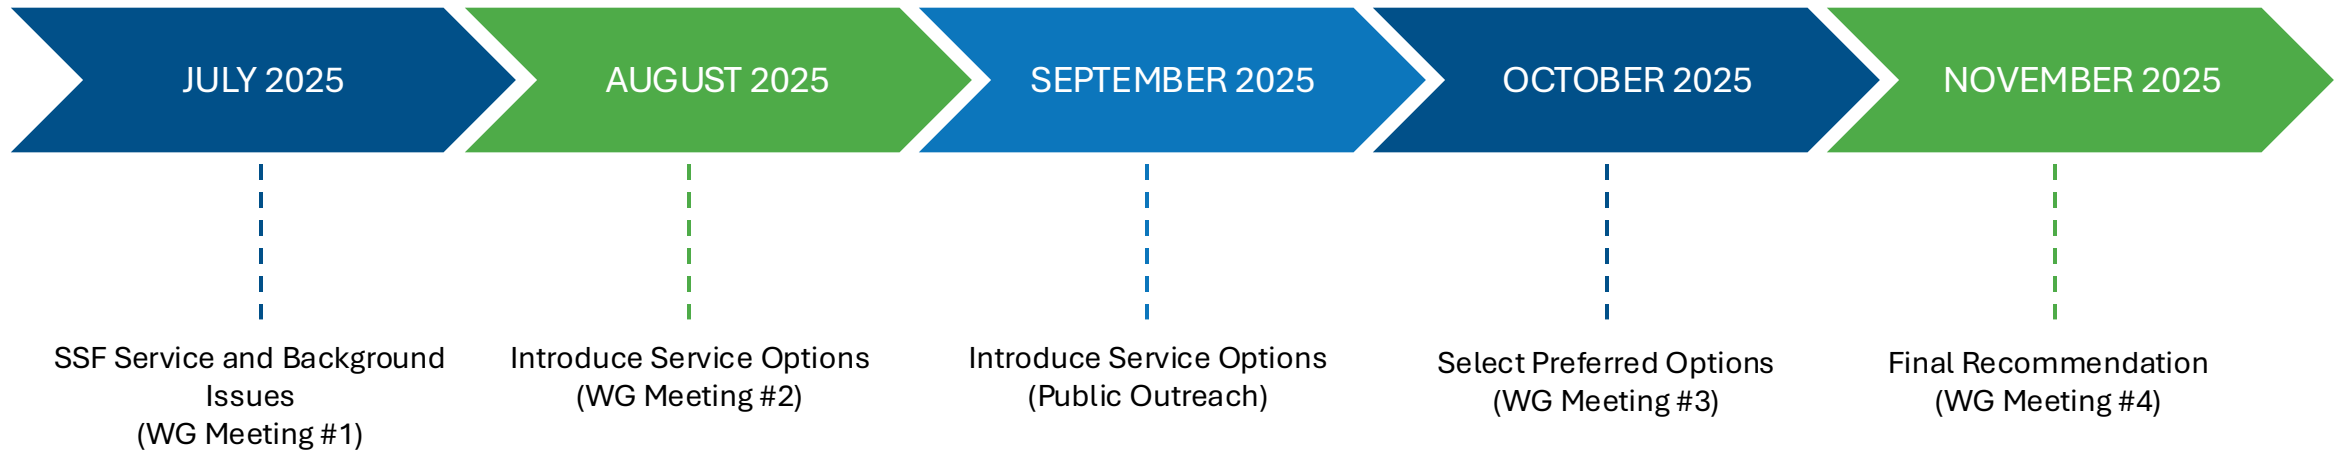 JULY 2025
AUGUST 2025
SEPTEMBER 2025
OCTOBER 2025
NOVEMBER 2025
SSF Service and Background
Issues
(WG Meeting #1)
Introduce Service Options
(WG Meeting #2)
Introduce Service Options
(Public Outreach)
Select Preferred Options
(WG Meeting #3)
Final Recommendation
(WG Meeting #4)